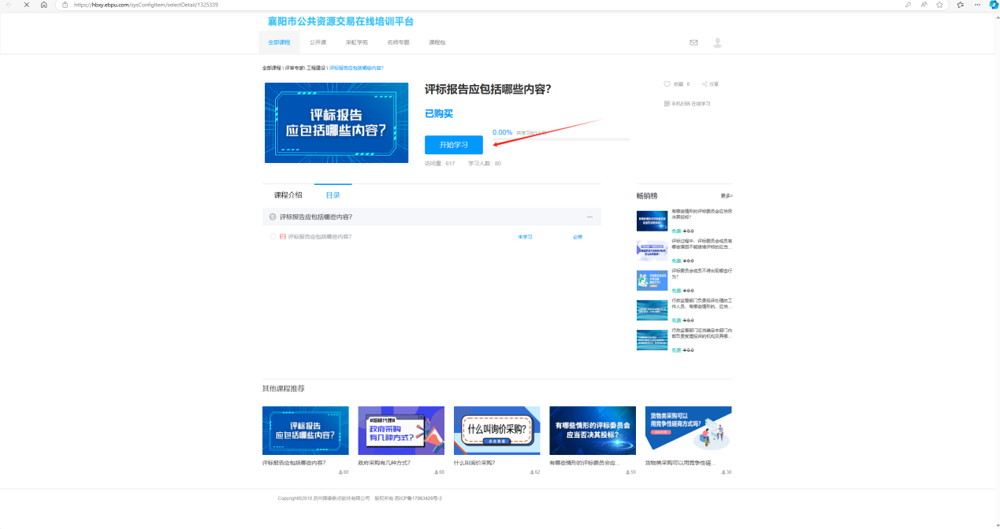 https://hbxy.ebpu.com/sysConfigItem/selectDetail/1325339
襄阳市公共资源交易在线培训平台
全部课程 公开课 采虹学苑 名师专题 课程包
全部课程 \ 评审专家\ 工程建设 \ 评标报告应包括哪些内容?
评标报告
应包括哪些内容?
评标报告应包括哪些内容?
已购买
收藏 0 分享
手机扫码 在线学习
0.00%
开始学习
访问量 : 617 学习人数 : 80
课程介绍 目录
评标报告应包括哪些内容?
评标报告应包括哪些内容? 未学习 必修
畅销榜 更多>
有哪些情形的评标委员会应当否
决其投标?
免费 ￥0.0
评标过程中，评标委员会成员有
哪些原因不能继续评标的应当...
免费 ￥0.0
评标委员会成员不得出现哪些行
为?
免费 ￥0.0
行政监督部门负责投诉处理的工
作人员，有哪些情形的，应当...
免费 ￥0.0
行政监督部门应当确定本部门内
部负责受理投诉的机构及其哪...
免费 ￥0.0
其他课程推荐
评标报告
应包括哪些内容?
评标报告应包括哪些内容?
80
#招标代理#
政府采购
有几种方式?
政府采购有几种方式?
69
什么叫询价采购?
点击查看
什么叫询价采购?
62
有哪些情形的评标委员会
应当否决其投标?
有哪些情形的评标委员会应...
59
货物类采购可以
用竞争性磋商方式吗?
货物类采购可以用竞争性磋...
38
Copyright©2018 苏州国泰新点软件有限公司 版权所有 苏ICP备17063426号-2